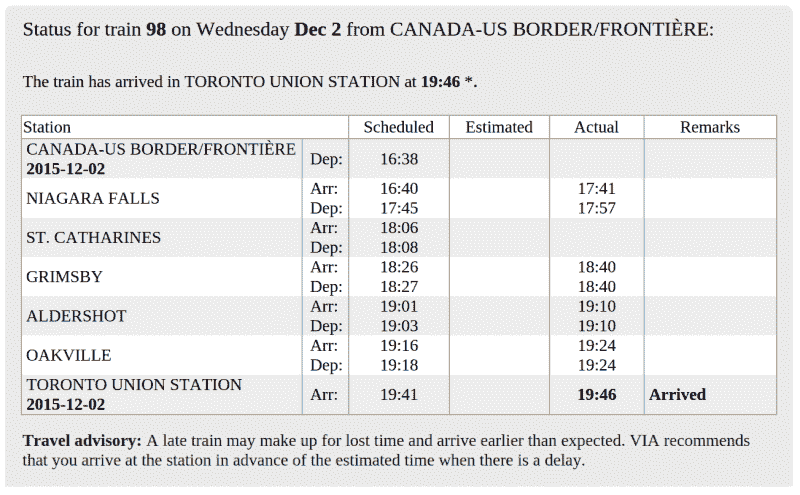 Status for train 98 on Wednesday Dec 2 from CANADA-US BORDER/FRONTIÈRE:
The train has arrived in TORONTO UNION STATION at 19:46 *.
Station Scheduled Estimated Actual Remarks
CANADA-US BORDER/FRONTIÈRE
2015-12-02 Dep: 16:38
NIAGARA FALLS Arr: 16:40 17:41
Dep: 17:45 17:57
ST. CATHARINES Arr: 18:06
Dep: 18:08
GRIMSBY Arr: 18:26 18:40
Dep: 18:27 18:40
ALDERSHOT Arr: 19:01 19:10
Dep: 19:03 19:10
OAKVILLE Arr: 19:16 19:24
Dep: 19:18 19:24
TORONTO UNION STATION
2015-12-02 Arr: 19:41 19:46 Arrived
Travel advisory: A late train may make up for lost time and arrive earlier than expected. VIA recommends
that you arrive at the station in advance of the estimated time when there is a delay.